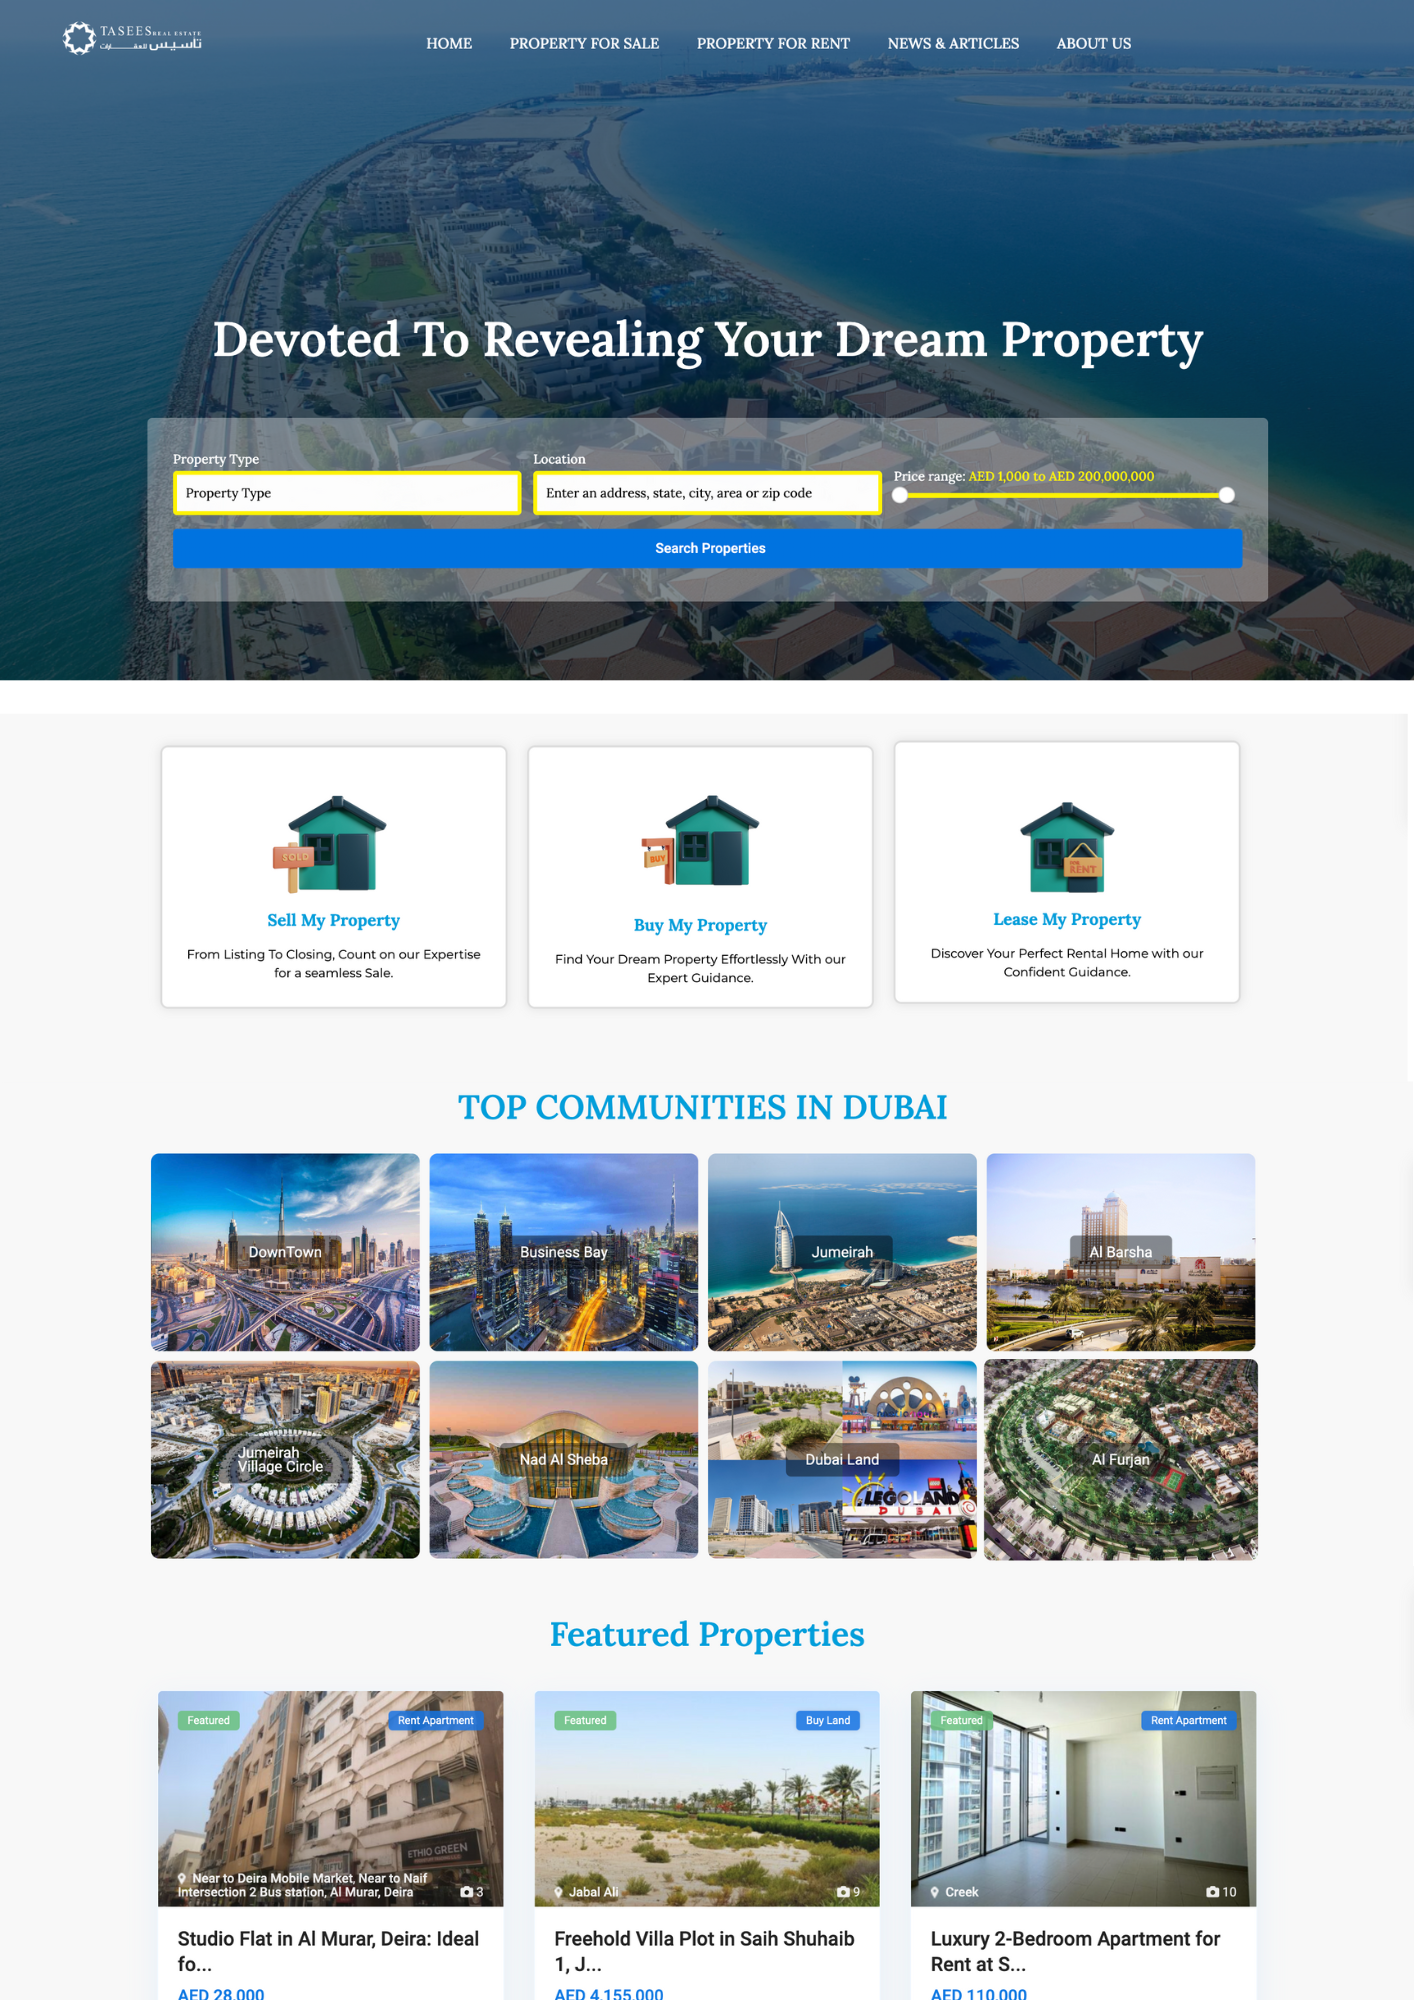 TASEES REAL ESTATE
تأسيس للعقارات
HOME
PROPERTY FOR SALE
PROPERTY FOR RENT
NEWS & ARTICLES
ABOUT US
Devoted To Revealing Your Dream Property
Property Type
Location
Price range: AED 1,000 to AED 200,000,000
Property Type
Enter an address, state, city, area or zip code
Search Properties
SOLD
Sell My Property
From Listing To Closing, Count on our Expertise
for a seamless Sale.
BUY
Buy My Property
Find Your Dream Property Effortlessly With our
Expert Guidance.
FOR
RENT
Lease My Property
Discover Your Perfect Rental Home with our
Confident Guidance.
TOP COMMUNITIES IN DUBAI
DownTown
Business Bay
Jumeirah
Al Barsha
Jumeirah
Village Circle
Nad Al Sheba
Dubai Land
LEGOLAND
DUBAI
Al Furjan
Featured Properties
Featured
Rent Apartment
ETHIO GREEN
Near to Deira Mobile Market, Near to Naif
Intersection 2 Bus station, Al Murar, Deira
3
Studio Flat in Al Murar, Deira: Ideal
fo...
AED 28,000
Featured
Buy Land
Jabal Ali
9
Freehold Villa Plot in Saih Shuhaib
1, J...
AED 4,155,000
Featured
Rent Apartment
Creek
10
Luxury 2-Bedroom Apartment for
Rent at S...
AED 110,000